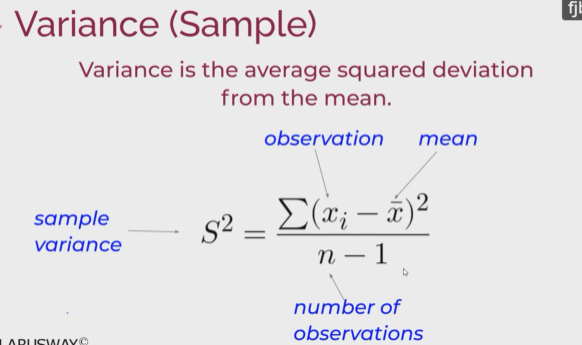 Variance (Sample)
Variance is the average squared deviation
from the mean.
observation mean
sample
variance
S² = ∑(xᵢ − x̄)² / n − 1
number of
observations